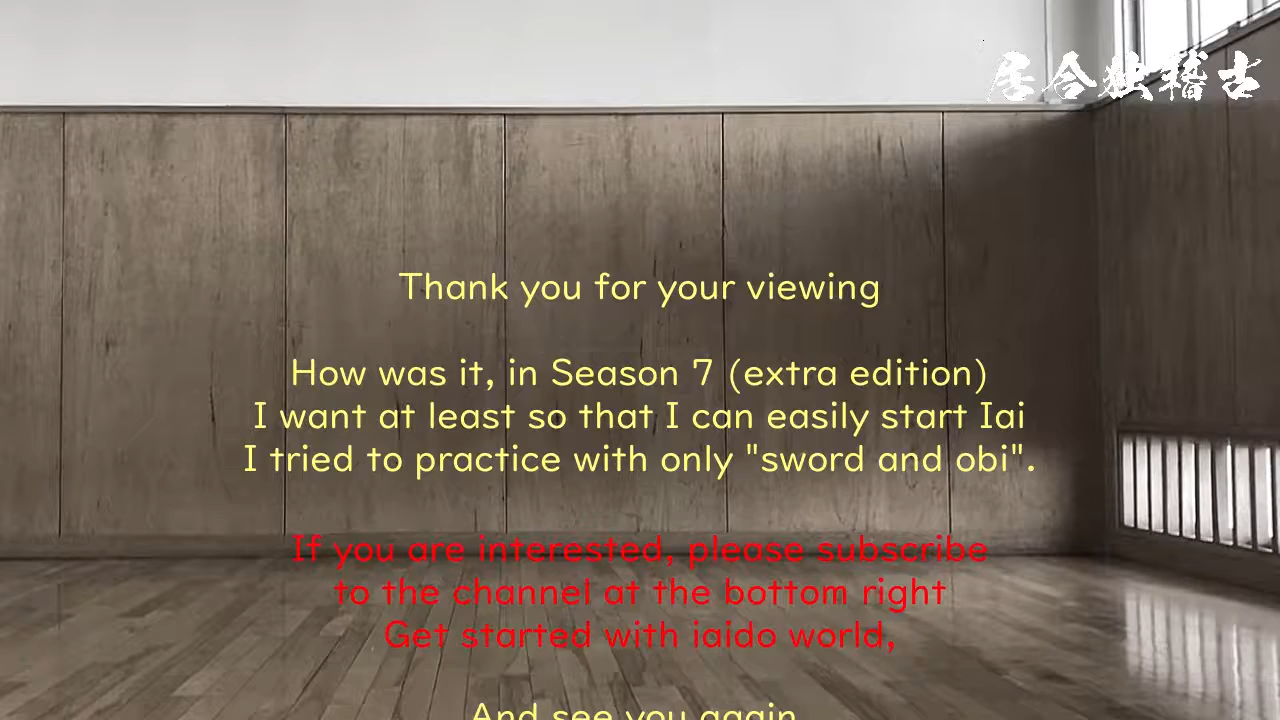 居合独稽古
Thank you for your viewing
How was it, in Season 7 (extra edition)
I want at least so that I can easily start Iai
I tried to practice with only "sword and obi".
If you are interested, please subscribe
to the channel at the bottom right
Get started with iaido world,
And see you again